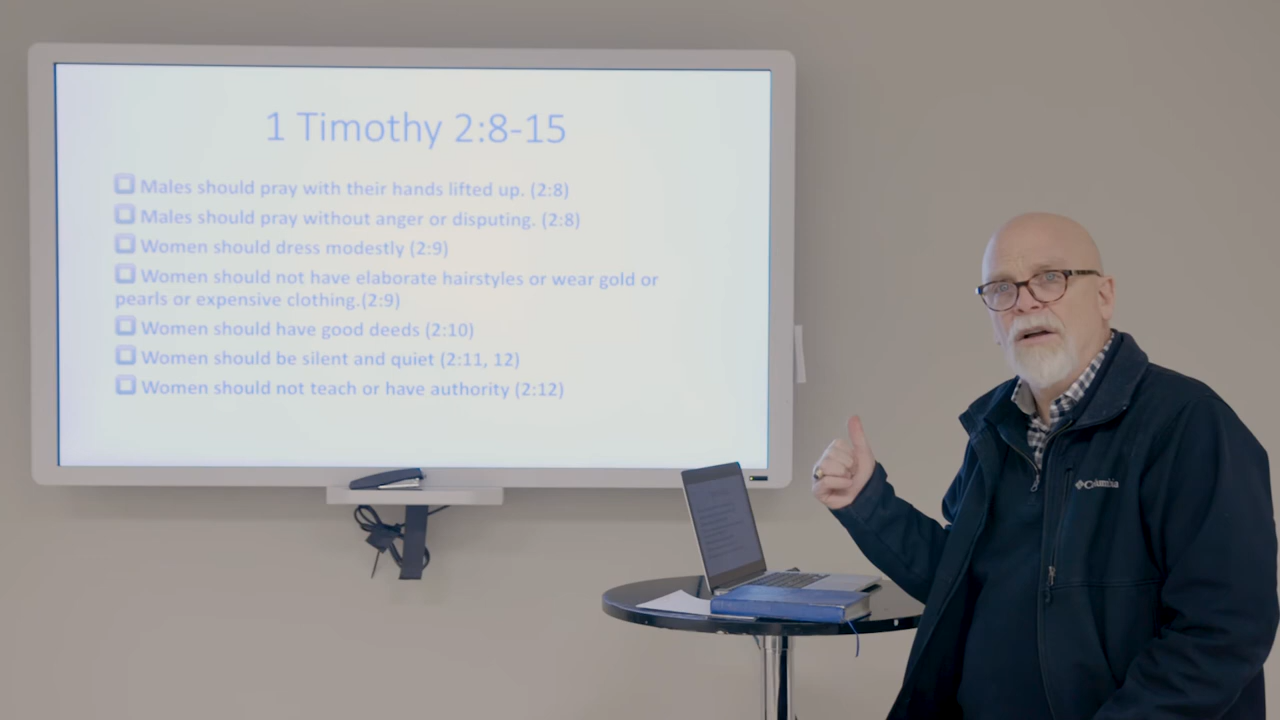 1 Timothy 2:8-15
Males should pray with their hands lifted up. (2:8)
Males should pray without anger or disputing. (2:8)
Women should dress modestly (2:9)
Women should not have elaborate hairstyles or wear gold or
pearls or expensive clothing.(2:9)
Women should have good deeds (2:10)
Women should be silent and quiet (2:11, 12)
Women should not teach or have authority (2:12)
Columbia